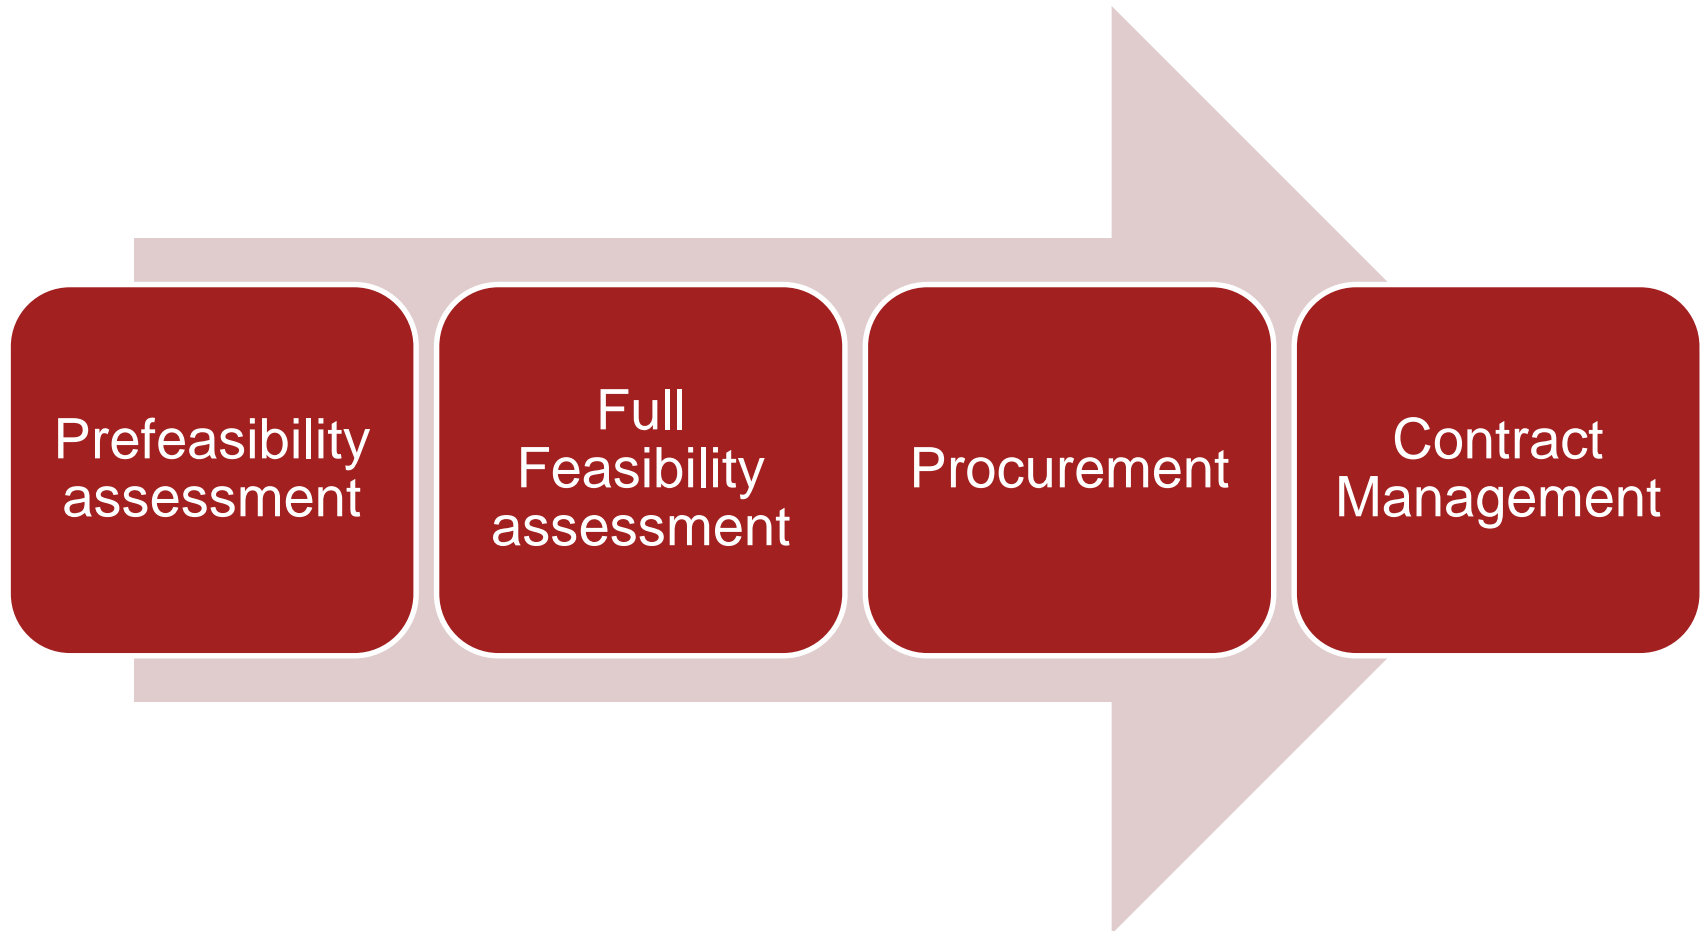 Prefeasibility
assessment
Full
Feasibility
assessment
Procurement
Contract
Management